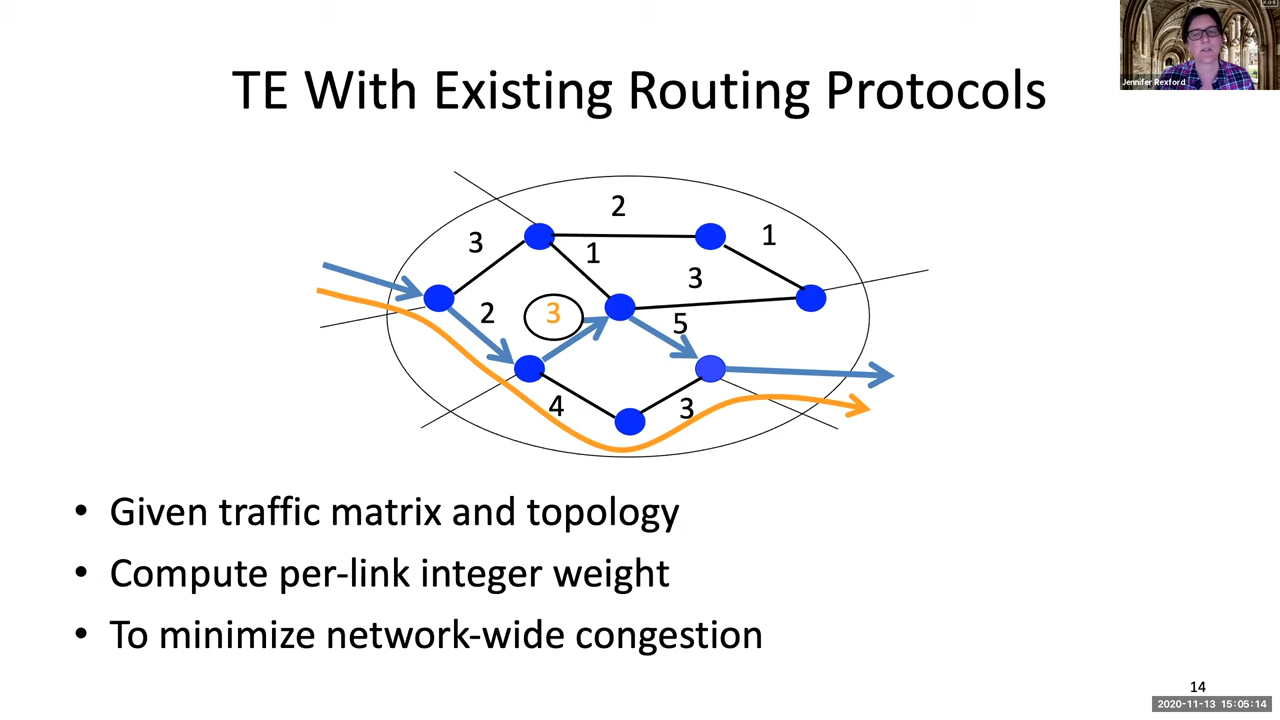 Jennifer Rexford
TE With Existing Routing Protocols
2
3
1
1
3
2
3
5
4
3
• Given traffic matrix and topology
• Compute per-link integer weight
• To minimize network-wide congestion
14
2020-11-13 15:05:14